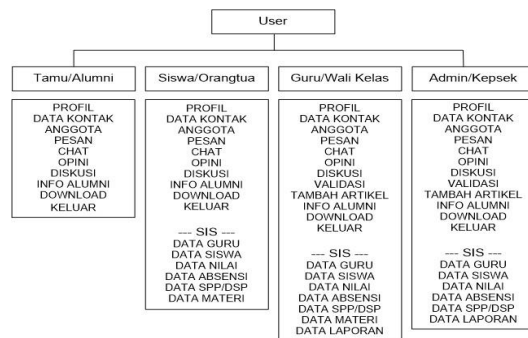 User
Tamu/Alumni
PROFIL
DATA KONTAK
ANGGOTA
PESAN
CHAT
OPINI
DISKUSI
INFO ALUMNI
DOWNLOAD
KELUAR
Siswa/Orangtua
PROFIL
DATA KONTAK
ANGGOTA
PESAN
CHAT
OPINI
DISKUSI
INFO ALUMNI
DOWNLOAD
KELUAR
--- SIS ---
DATA GURU
DATA SISWA
DATA NILAI
DATA ABSENSI
DATA SPP/DSP
DATA MATERI
Guru/Wali Kelas
PROFIL
DATA KONTAK
ANGGOTA
PESAN
CHAT
OPINI
DISKUSI
VALIDASI
TAMBAH ARTIKEL
INFO ALUMNI
DOWNLOAD
KELUAR
--- SIS ---
DATA GURU
DATA SISWA
DATA NILAI
DATA ABSENSI
DATA SPP/DSP
DATA MATERI
DATA LAPORAN
Admin/Kepsek
PROFIL
DATA KONTAK
ANGGOTA
PESAN
CHAT
OPINI
DISKUSI
VALIDASI
TAMBAH ARTIKEL
INFO ALUMNI
DOWNLOAD
KELUAR
--- SIS ---
DATA GURU
DATA SISWA
DATA NILAI
DATA ABSENSI
DATA SPP/DSP
DATA LAPORAN